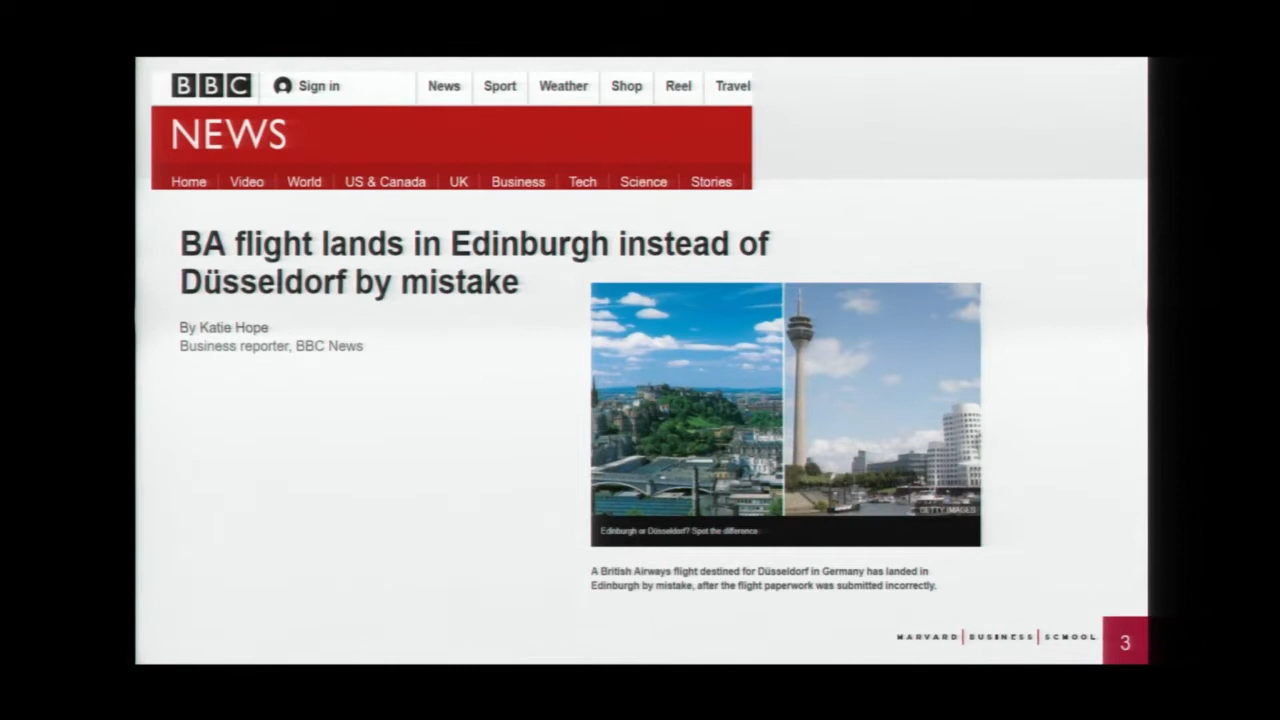 BBC Sign in News Sport Weather Shop Reel Travel
NEWS
Home Video World US & Canada UK Business Tech Science Stories
BA flight lands in Edinburgh instead of
Düsseldorf by mistake
By Katie Hope
Business reporter, BBC News
GETTY IMAGES
Edinburgh or Düsseldorf? Spot the difference
A British Airways flight destined for Düsseldorf in Germany has landed in
Edinburgh by mistake, after the flight paperwork was submitted incorrectly.
HARVARD BUSINESS SCHOOL
3